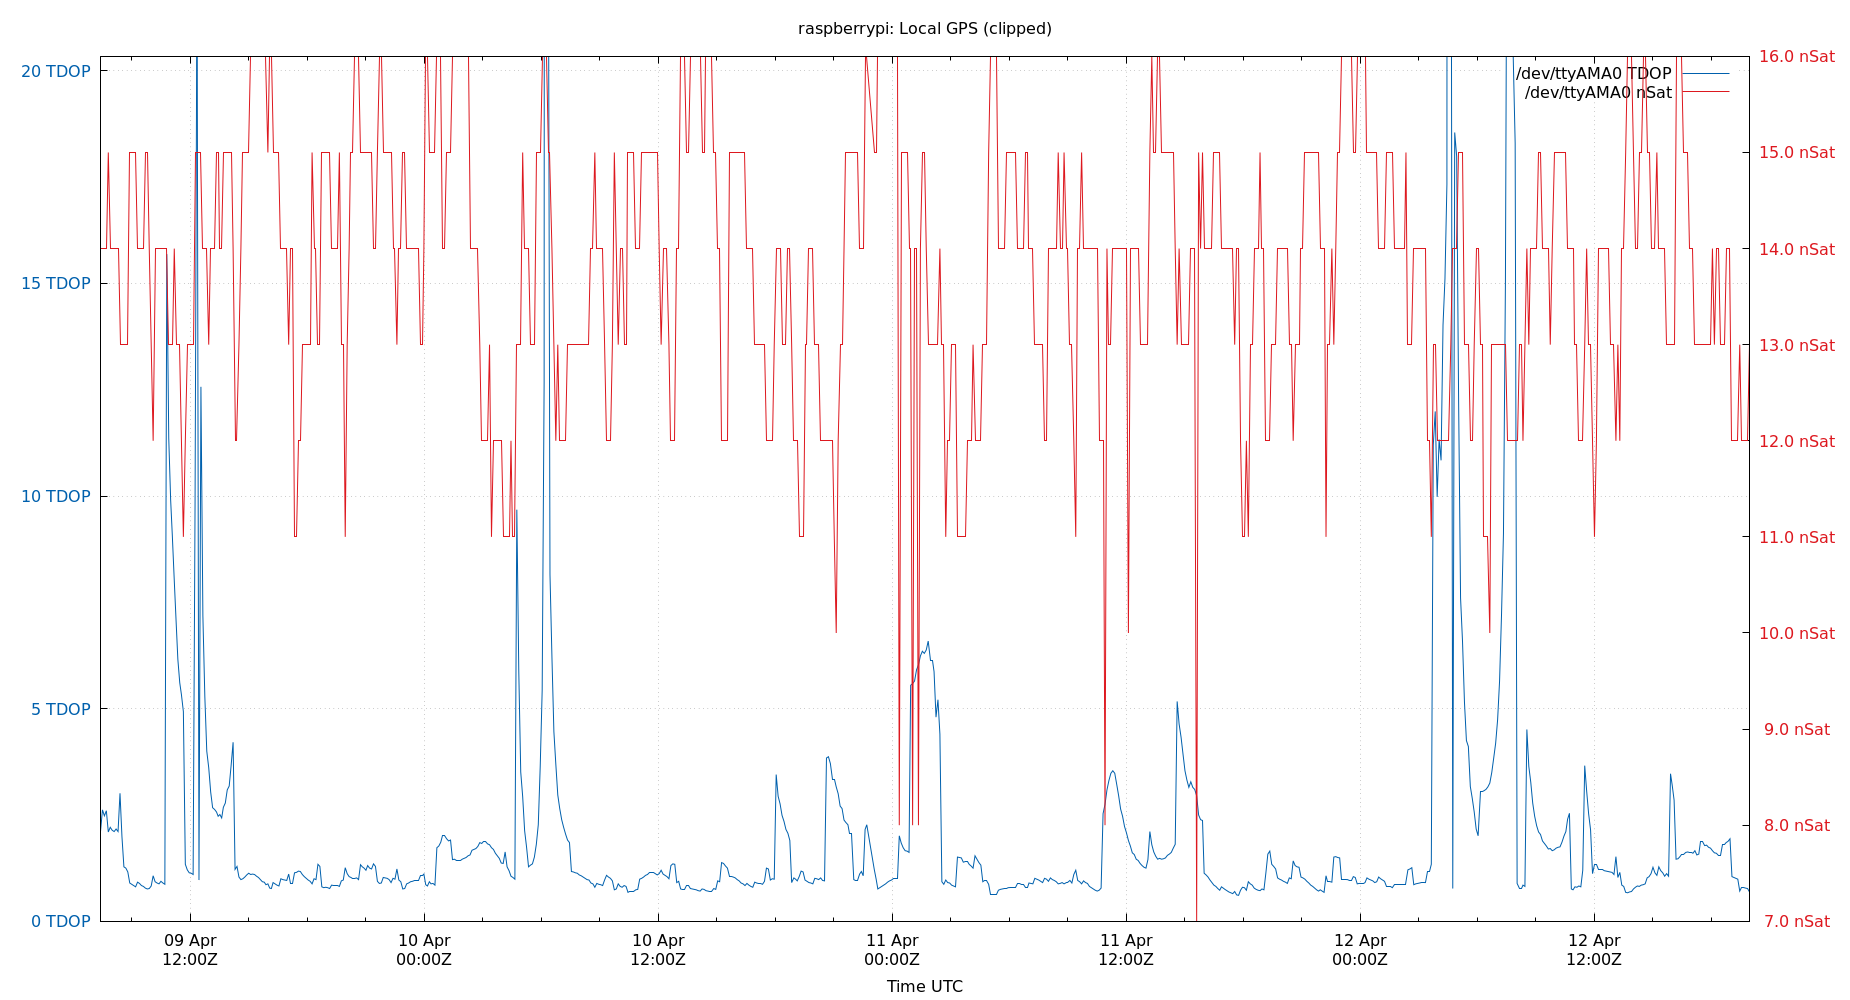 raspberrypi: Local GPS (clipped)
20 TDOP
15 TDOP
10 TDOP
5 TDOP
0 TDOP
16.0 nSat
15.0 nSat
14.0 nSat
13.0 nSat
12.0 nSat
11.0 nSat
10.0 nSat
9.0 nSat
8.0 nSat
7.0 nSat
/dev/ttyAMA0 TDOP
/dev/ttyAMA0 nSat
09 Apr
12:00Z
10 Apr
00:00Z
10 Apr
12:00Z
11 Apr
00:00Z
11 Apr
12:00Z
12 Apr
00:00Z
12 Apr
12:00Z
Time UTC